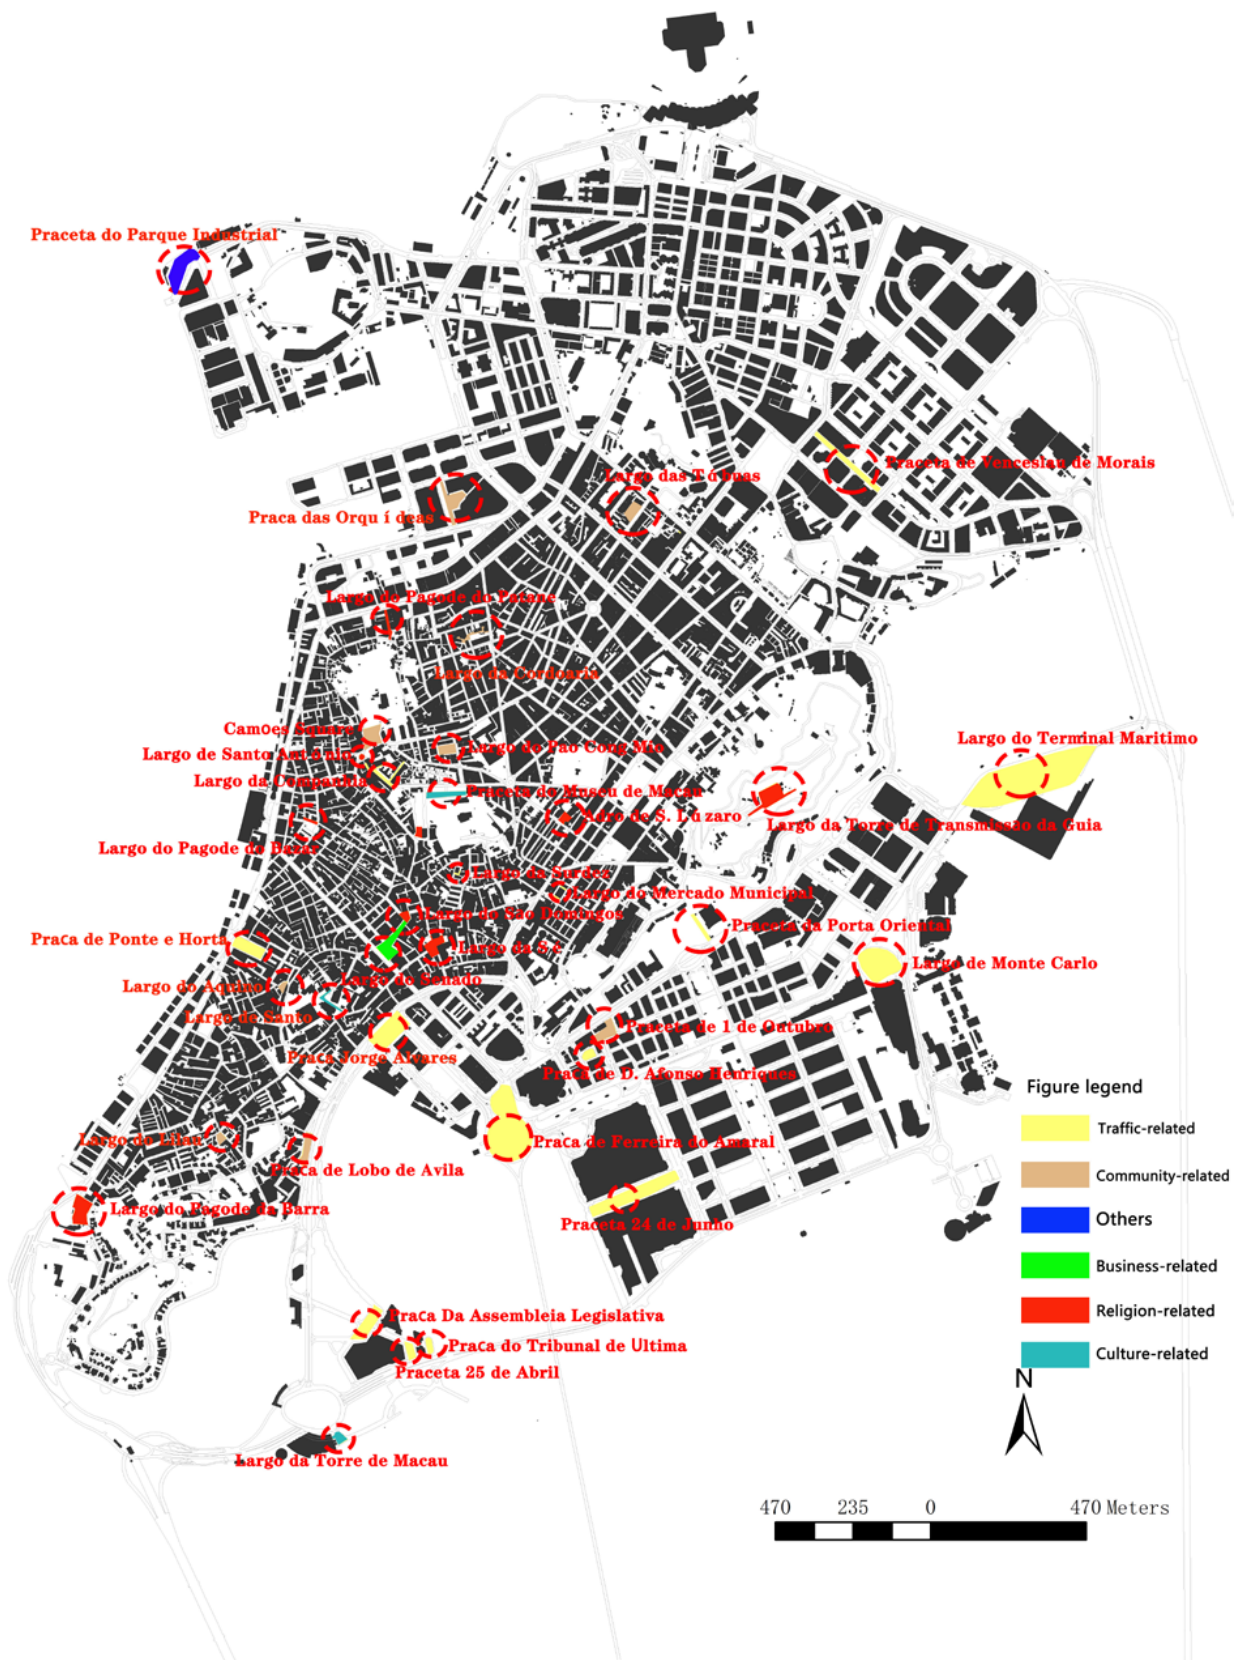 Praceta do Parque Industrial
Largo das Tábuas
Praceta de Venceslau de Morais
Praca das Orquídeas
Largo do Pagode do Patane
Largo da Cordoaria
Camoes Square
Largo do Pao Cong Mio
Largo do Terminal Maritimo
Largo de Santo António
Largo da Companhia
Praceta do Museu de Macau
Adro de S. Lúzaro
Largo da Torre de Transmissão da Guia
Largo do Pagode do Bazar
Largo da Surdez
Largo do Mercado Municipal
Largo do São Domingos
Praceta da Porta Oriental
Praca de Ponte e Horta
Largo da Sé
Largo de Monte Carlo
Largo do Senado
Largo do Aquino
Largo de Santo
Praceta de 1 de Outubro
Praça Jorge Alvares
Praça de D. Afonso Henriques
Figure legend
Traffic-related
Largo do Lilau
Praca de Ferreira do Amaral
Praça de Lobo de Avila
Community-related
Largo do Pagode da Barra
Others
Praceta 24 de Junho
Business-related
Praça Da Assembleia Legislativa
Religion-related
Praça do Tribunal de Ultima
Culture-related
Praceta 25 de Abril
N
Largo da Torre de Macau
470 235 0 470 Meters